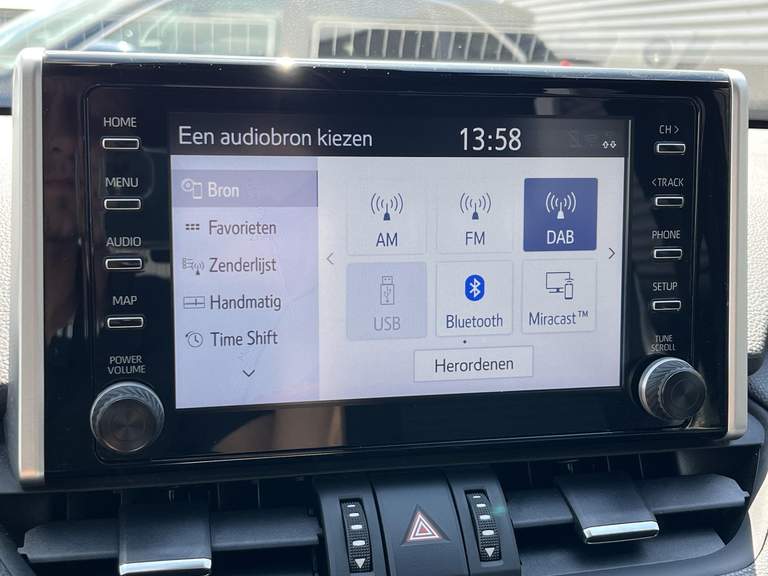 HOME
MENU
AUDIO
MAP
POWER
VOLUME
Een audiobron kiezen 13:58
Bron
Favorieten
Zenderlijst
Handmatig
Time Shift
AM
FM
DAB
USB
Bluetooth
Miracast™
Herordenen
CH >
< TRACK
PHONE
SETUP
TUNE
SCROLL